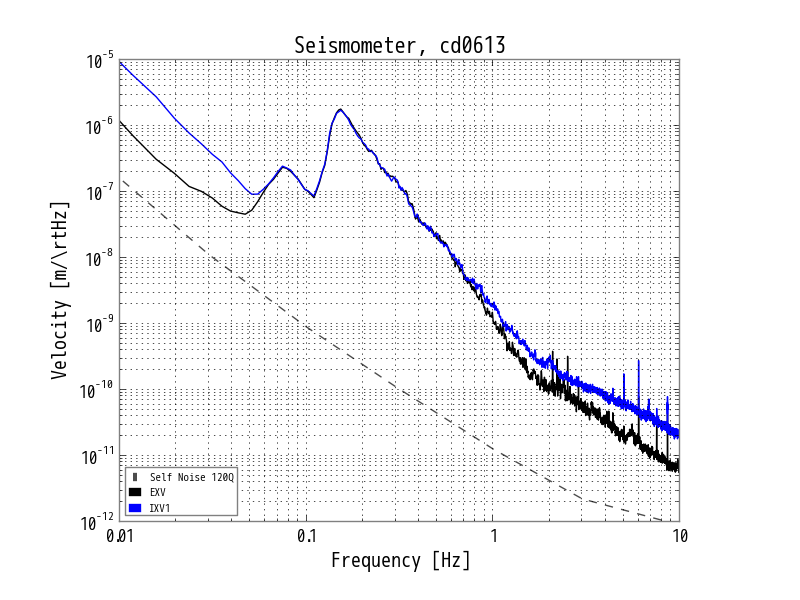 Seismometer, cd0613
10^-5
10^-6
10^-7
10^-8
10^-9
10^-10
10^-11
10^-12
Velocity [m/\rtHz]
Self Noise 120Q
EXV
IXV1
0.01 0.1 1 10
Frequency [Hz]